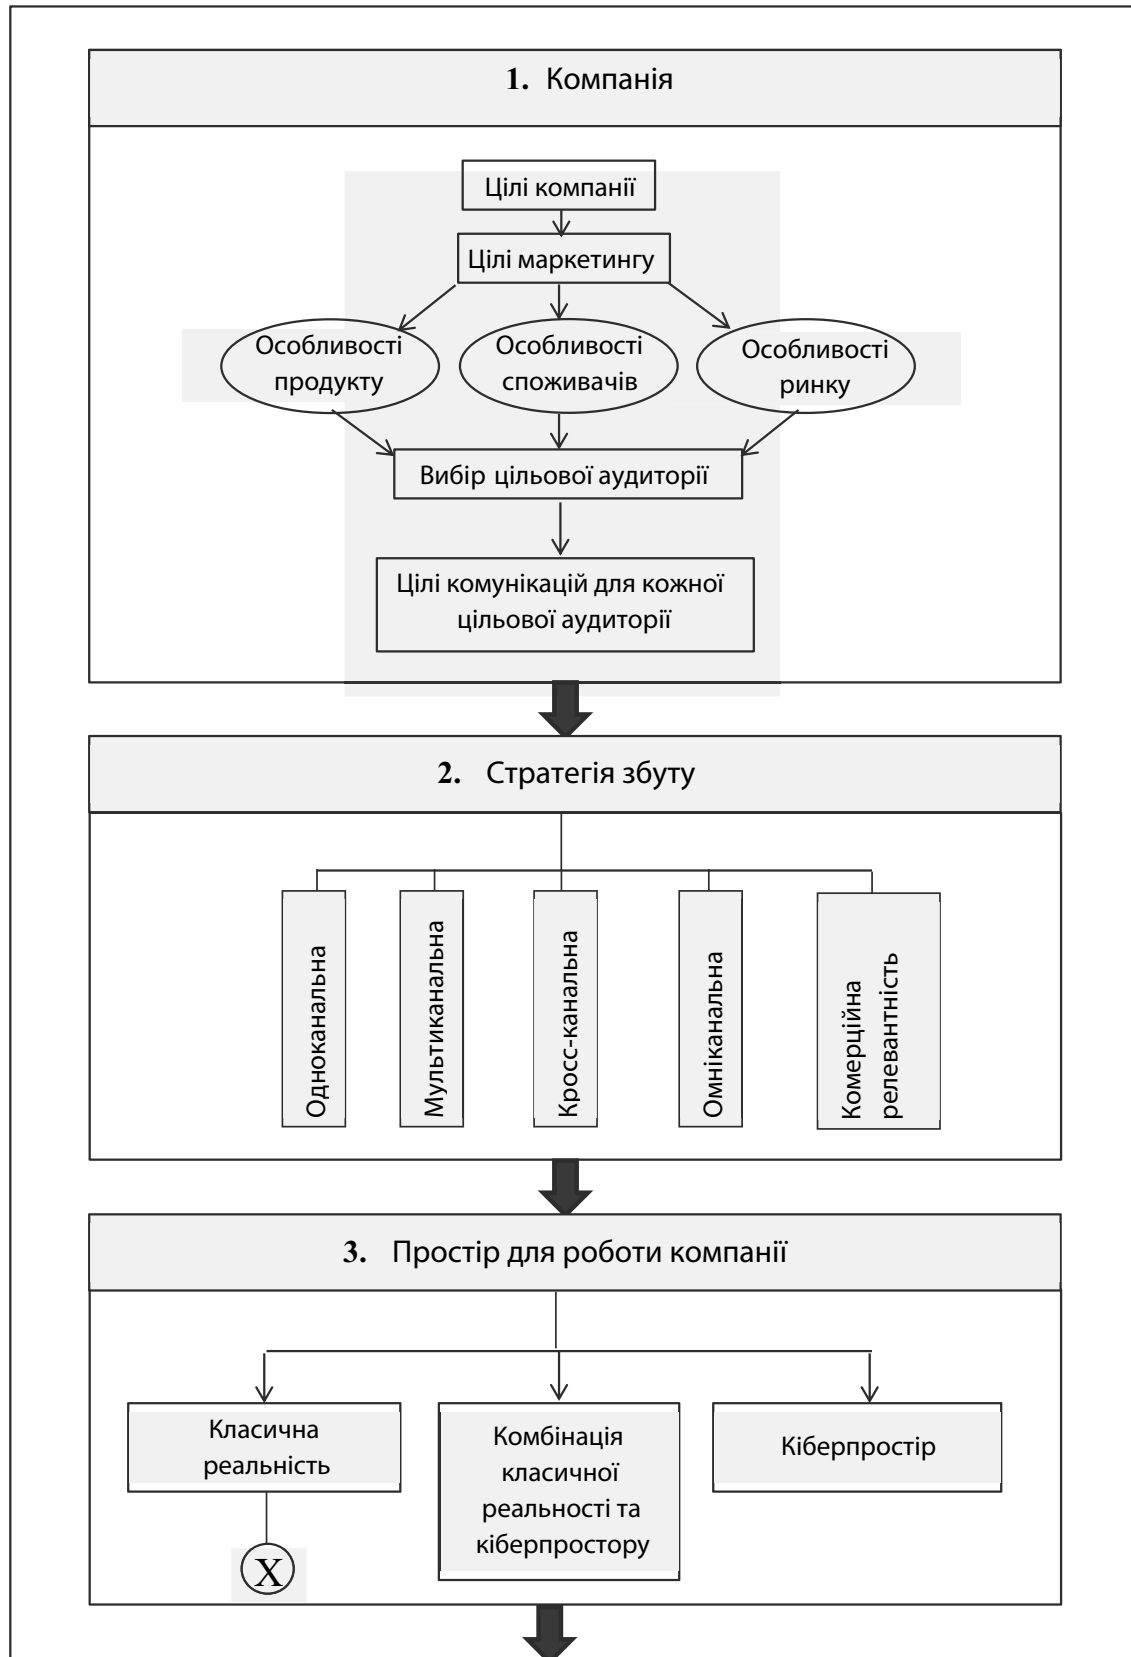 1. Компанія
Цілі компанії
Цілі маркетингу
Особливості
продукту
Особливості
споживачів
Особливості
ринку
Вибір цільової аудиторії
Цілі комунікацій для кожної
цільової аудиторії
2. Стратегія збуту
Одноканальна
Мультиканальна
Кросс-канальна
Омніканальна
Комерційна
релевантність
3. Простір для роботи компанії
Класична
реальність
Комбінація
класичної
реальності та
кіберпростору
Кіберпростір
X